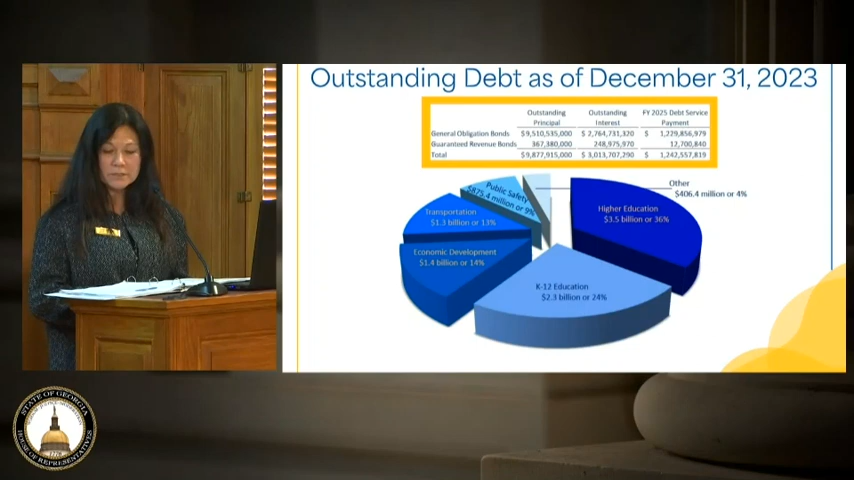 Outstanding Debt as of December 31, 2023
Outstanding Principal Outstanding Interest FY 2025 Debt Service Payment
General Obligation Bonds $9,510,535,000 $ 2,764,731,320 $ 1,229,856,979
Guaranteed Revenue Bonds 367,380,000 248,975,970 12,700,840
Total $9,877,915,000 $ 3,013,707,290 $ 1,242,557,819
Other
$406.4 million or 4%
Public Safety
$875.4 million or 9%
Higher Education
$3.5 billion or 36%
Transportation
$1.3 billion or 13%
Economic Development
$1.4 billion or 14%
K-12 Education
$2.3 billion or 24%
STATE OF GEORGIA
HOUSE OF REPRESENTATIVES
1776